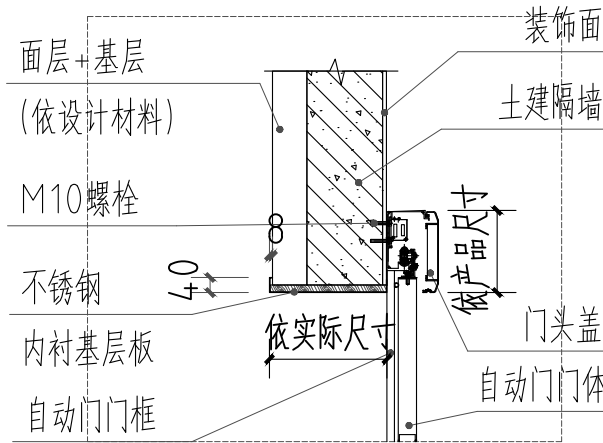 装饰面
面层+基层
(依设计材料)
土建隔墙
M10螺栓
依产品尺寸
8
40
不锈钢
内衬基层板
依实际尺寸
门头盖
自动门门体
自动门门框